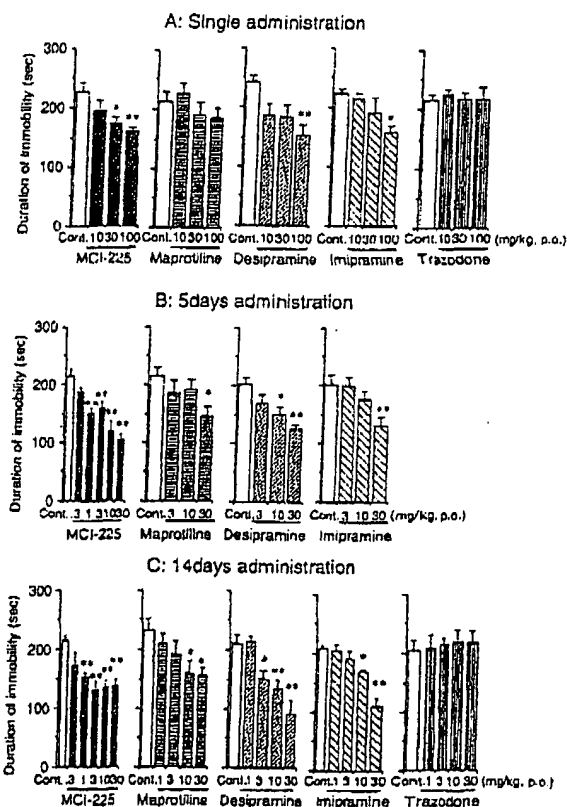 A: Single administration
Duration of immobility (sec)
300
200
100
0
Cont. 10 30 100 Cont. 10 30 100 Cont. 10 30 100 Cont. 10 30 100 Cont. 10 30 100 (mg/kg, p.o.)
MCI-225 Maprotiline Desipramine Imipramine Trazodone
* ** ** *
B: 5days administration
Duration of immobility (sec)
300
200
100
0
Cont. .3 1 3 10 30 Cont. 3 10 30 Cont. 3 10 30 Cont. 3 10 30 (mg/kg, p.o.)
MCI-225 Maprotiline Desipramine Imipramine
** ** ** ** * * ** **
C: 14days administration
Duration of immobility (sec)
300
200
100
0
Cont. .3 1 3 10 30 Cont. 1 3 10 30 Cont. 1 3 10 30 Cont. 1 3 10 30 Cont. 1 3 10 30 (mg/kg, p.o.)
MCI-225 Maprotiline Desipramine Imipramine Trazodone
** ** ** ** * * * ** ** * **